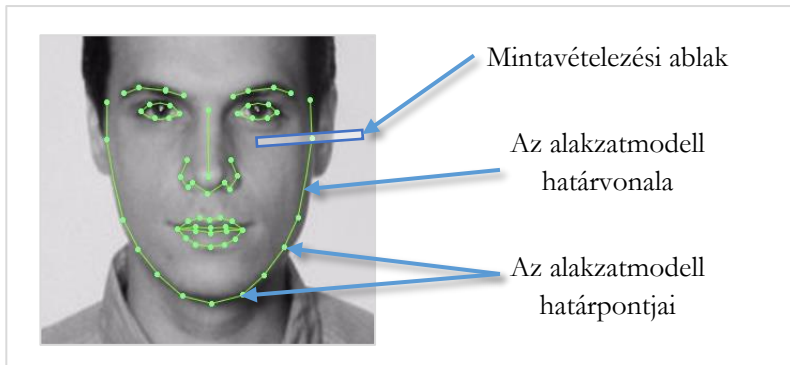 Mintavételezési ablak
Az alakzatmodell
határvonala
Az alakzatmodell
határpontjai